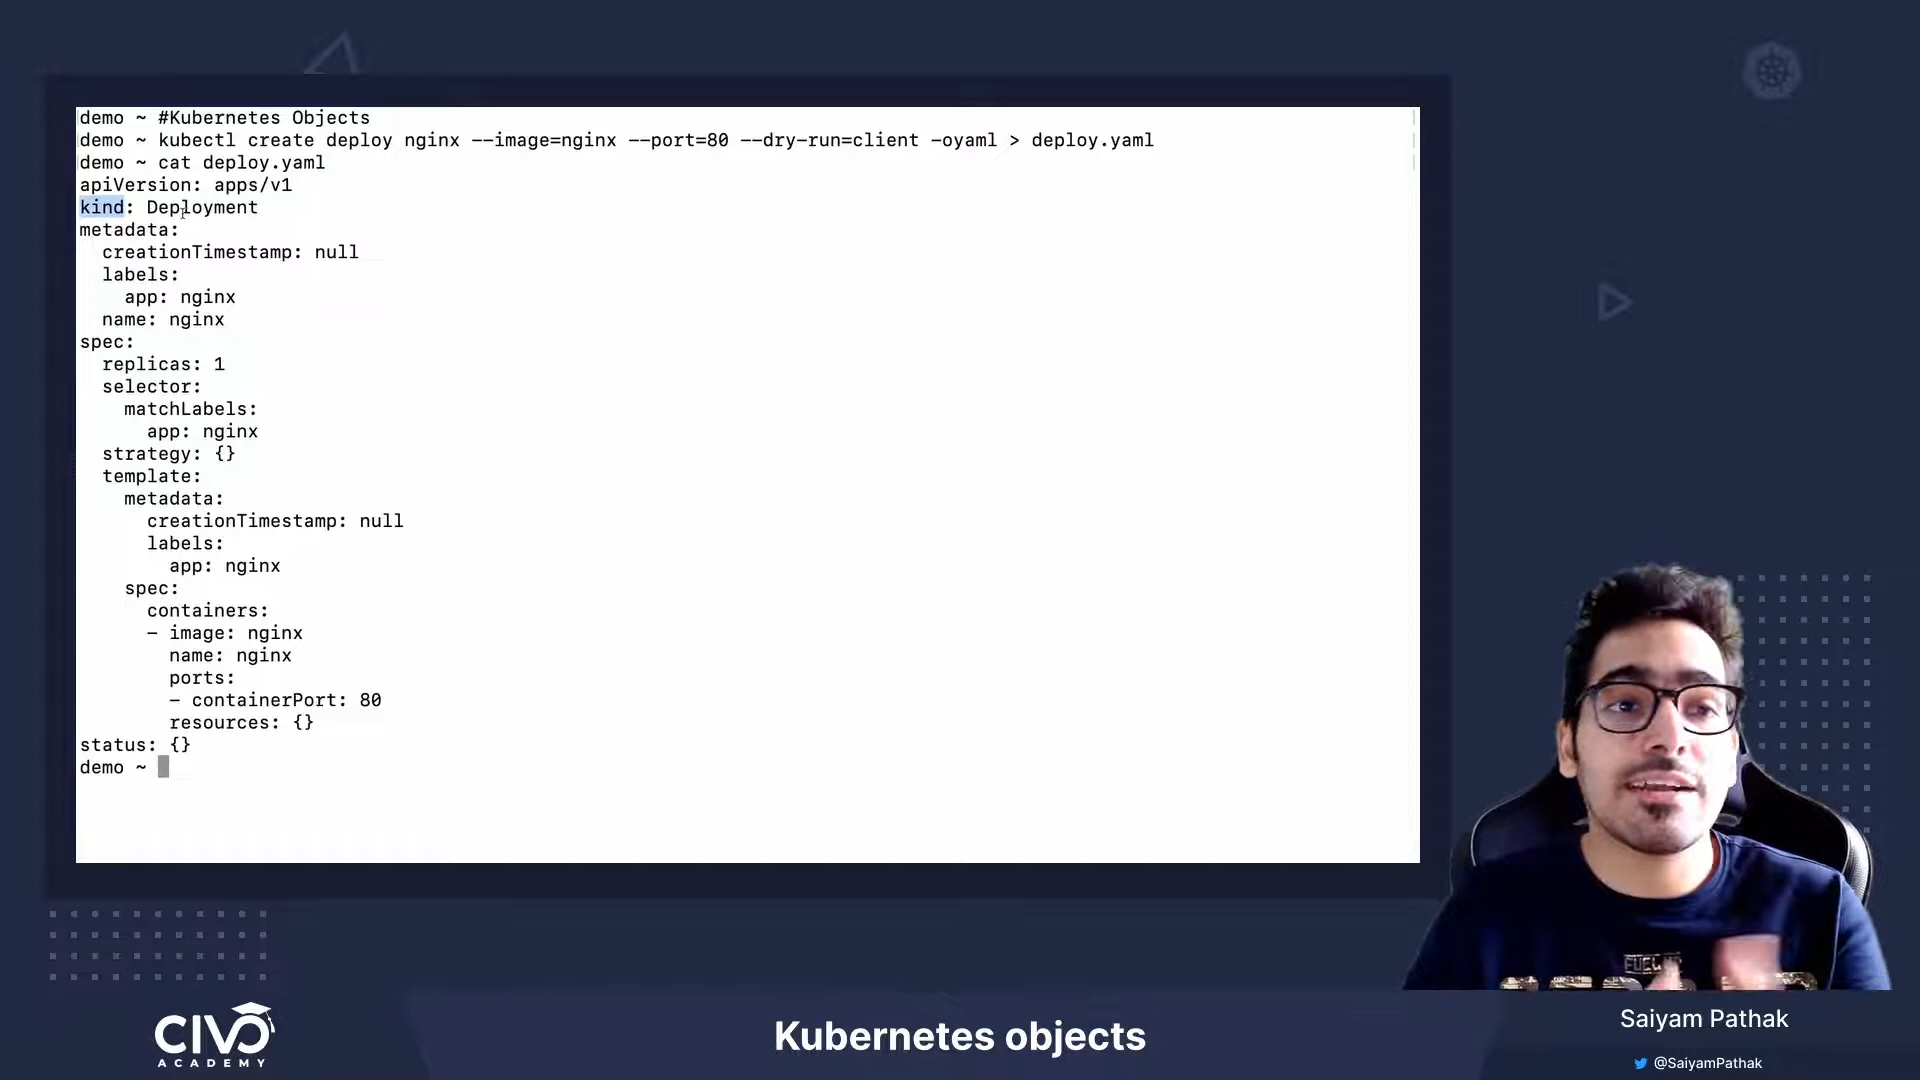 demo ~ #Kubernetes Objects
demo ~ kubectl create deploy nginx --image=nginx --port=80 --dry-run=client -oyaml > deploy.yaml
demo ~ cat deploy.yaml
apiVersion: apps/v1
kind: Deployment
metadata:
  creationTimestamp: null
  labels:
    app: nginx
  name: nginx
spec:
  replicas: 1
  selector:
    matchLabels:
      app: nginx
  strategy: {}
  template:
    metadata:
      creationTimestamp: null
      labels:
        app: nginx
    spec:
      containers:
      - image: nginx
        name: nginx
        ports:
        - containerPort: 80
        resources: {}
status: {}
demo ~
CIVO
ACADEMY
Kubernetes objects
Saiyam Pathak
@SaiyamPathak